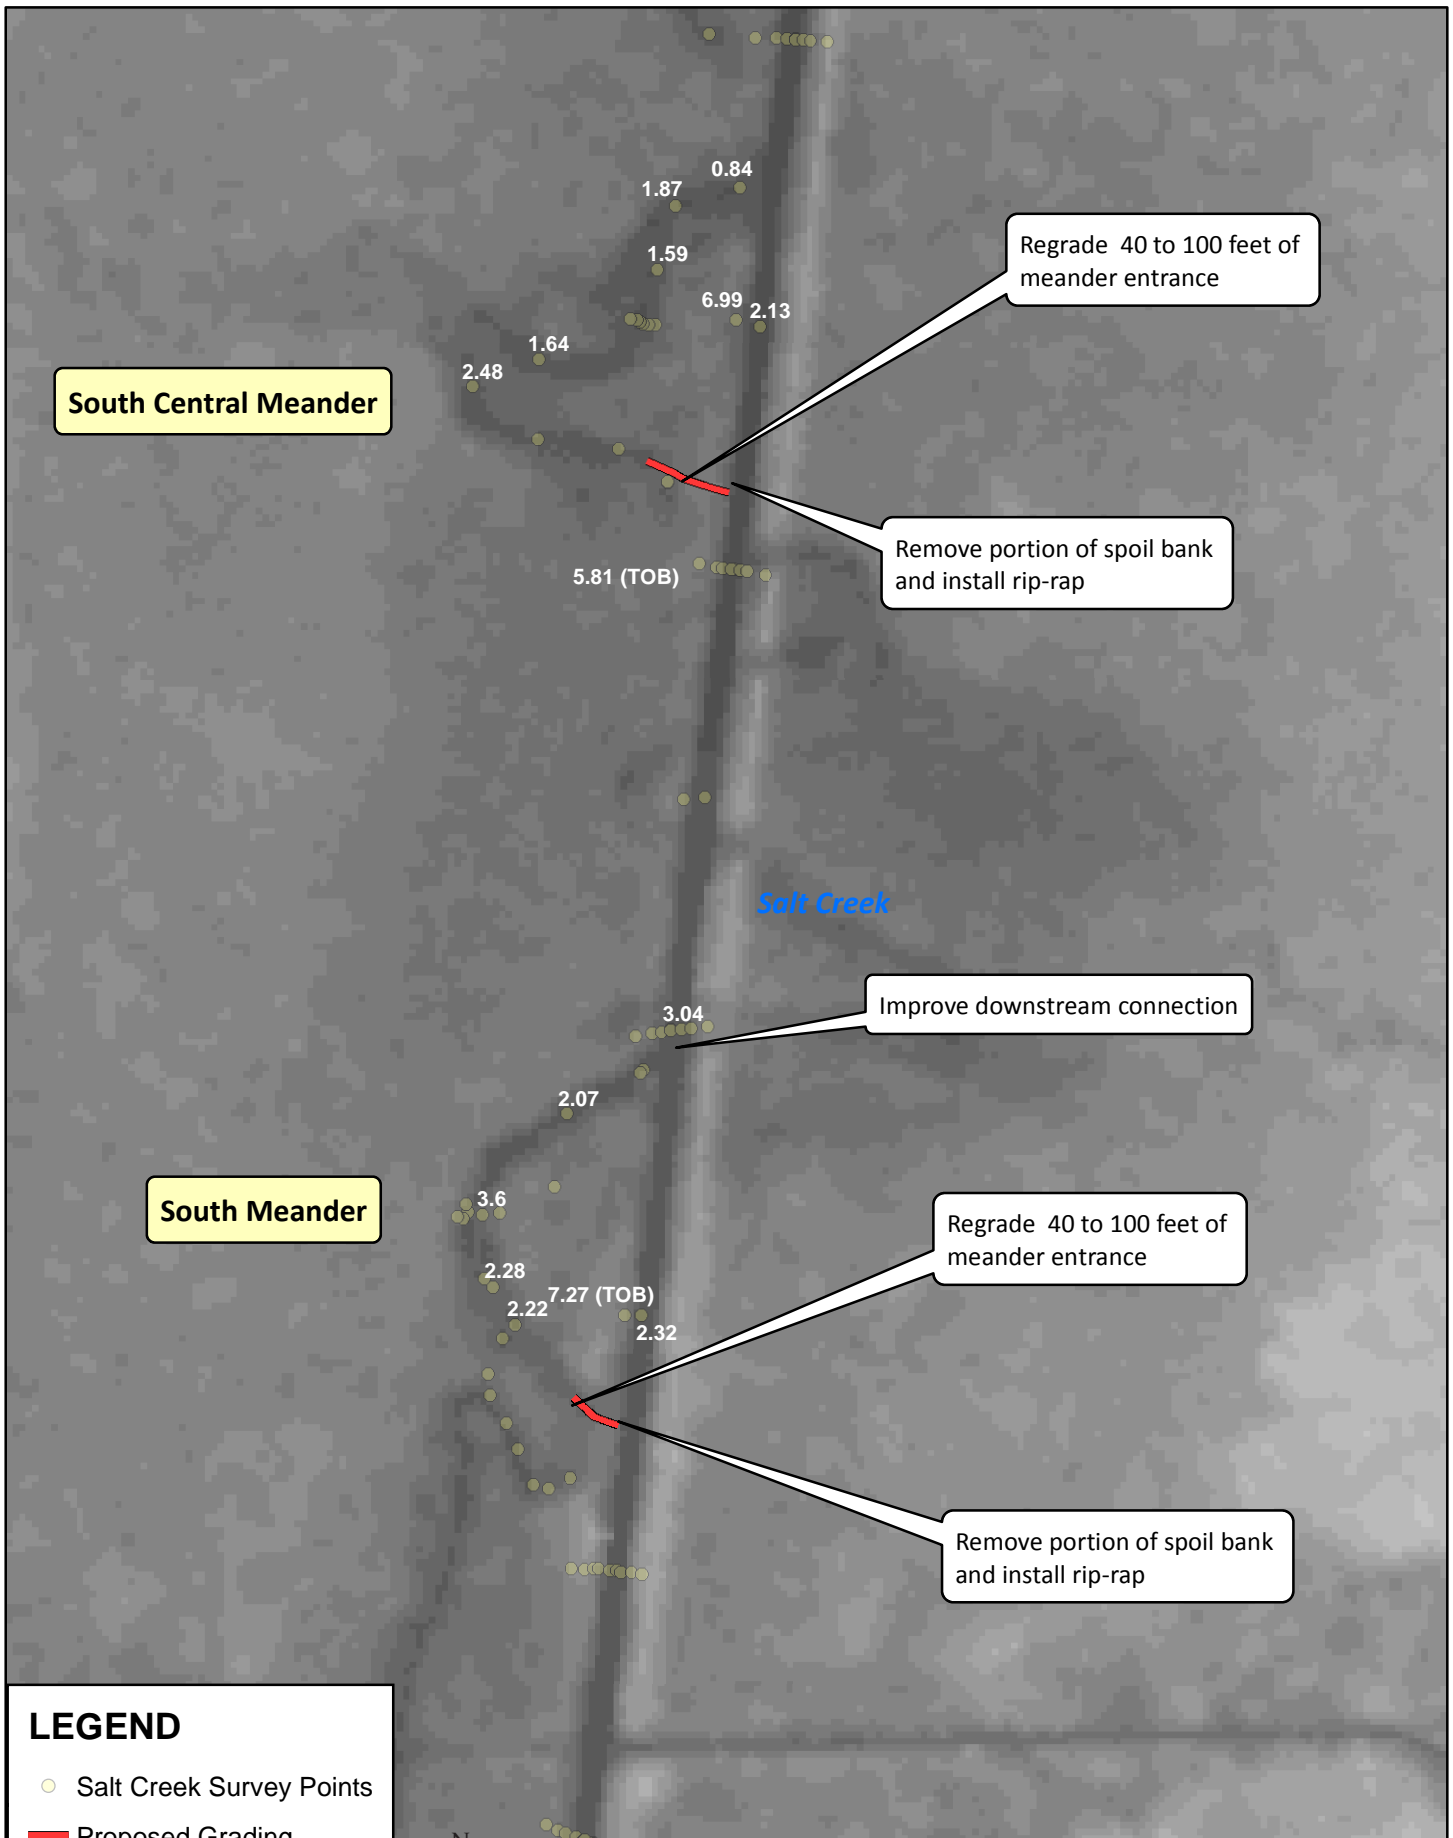 0.84
1.87
1.59
6.99
2.13
1.64
2.48
Regrade  40 to 100 feet of
meander entrance
South Central Meander
Remove portion of spoil bank
and install rip-rap
5.81 (TOB)
Salt Creek
Improve downstream connection
3.04
2.07
South Meander
3.6
Regrade  40 to 100 feet of
meander entrance
2.28
7.27 (TOB)
2.22
2.32
Remove portion of spoil bank
and install rip-rap
LEGEND
Salt Creek Survey Points
Proposed Grading
N